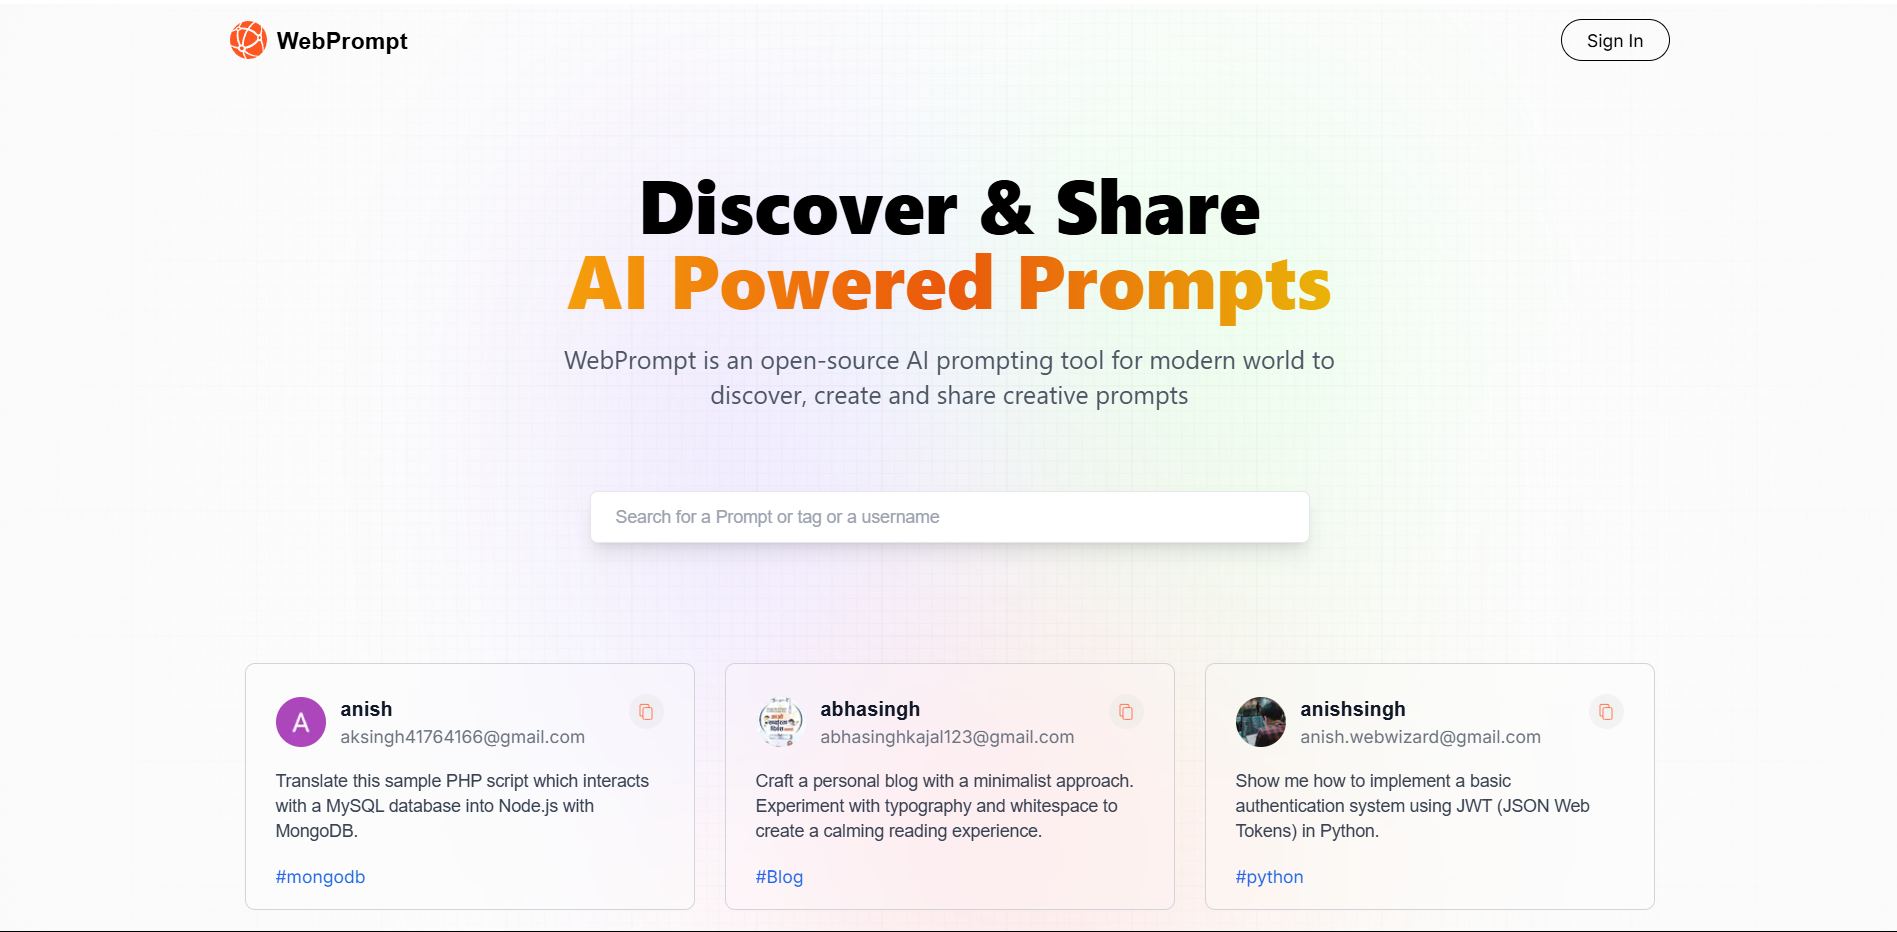 WebPrompt
Sign In
Discover & Share
AI Powered Prompts
WebPrompt is an open-source AI prompting tool for modern world to
discover, create and share creative prompts
Search for a Prompt or tag or a username
anish
aksingh41764166@gmail.com
A
Translate this sample PHP script which interacts
with a MySQL database into Node.js with
MongoDB.
#mongodb
abhasingh
abhasinghkajal123@gmail.com
Craft a personal blog with a minimalist approach.
Experiment with typography and whitespace to
create a calming reading experience.
#Blog
anishsingh
anish.webwizard@gmail.com
Show me how to implement a basic
authentication system using JWT (JSON Web
Tokens) in Python.
#python